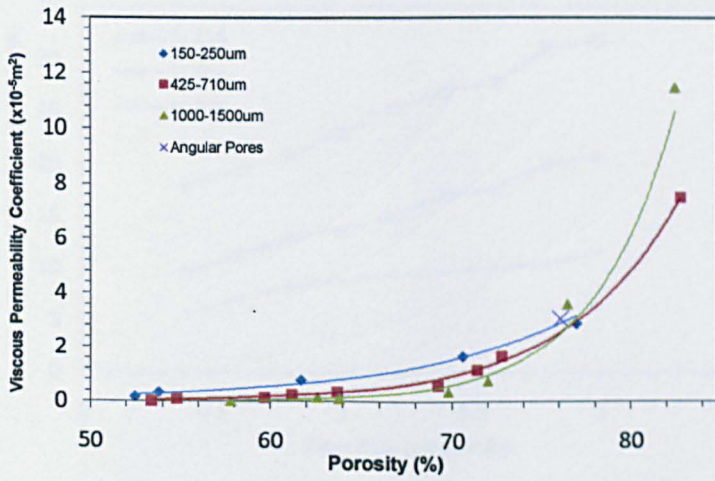 14
12
10
8
6
4
2
0
Viscous Permeability Coefficient (x10-5m2)
150-250um
425-710um
1000-1500um
Angular Pores
50
60
70
80
Porosity (%)